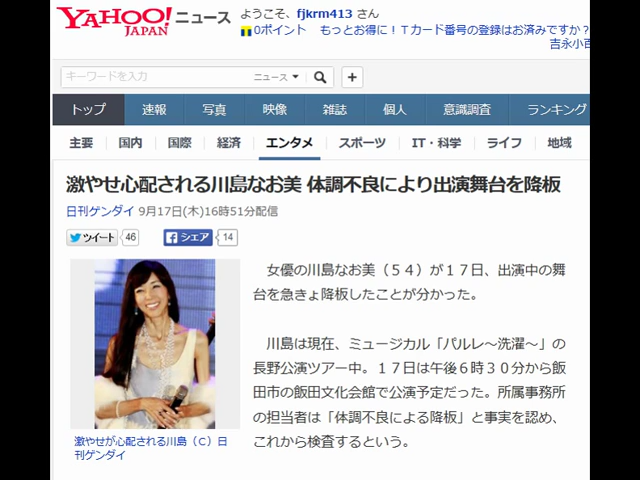 YAHOO! JAPAN ニュース
ようこそ、fjkrm413 さん
0ポイント もっとお得に！Ｔカード番号の登録はお済みですか？
吉永小百
キーワードを入力 ニュース
トップ 速報 写真 映像 雑誌 個人 意識調査 ランキング
主要 国内 国際 経済 エンタメ スポーツ IT・科学 ライフ 地域
激やせ心配される川島なお美 体調不良により出演舞台を降板
日刊ゲンダイ 9月17日(木)16時51分配信
ツイート 46 シェア 14
女優の川島なお美（５４）が１７日、出演中の舞
台を急きょ降板したことが分かった。
川島は現在、ミュージカル「パルレ～洗濯～」の
長野公演ツアー中。１７日は午後６時３０分から飯
田市の飯田文化会館で公演予定だった。所属事務所
の担当者は「体調不良による降板」と事実を認め、
これから検査するという。
激やせが心配される川島（Ｃ）日
刊ゲンダイ